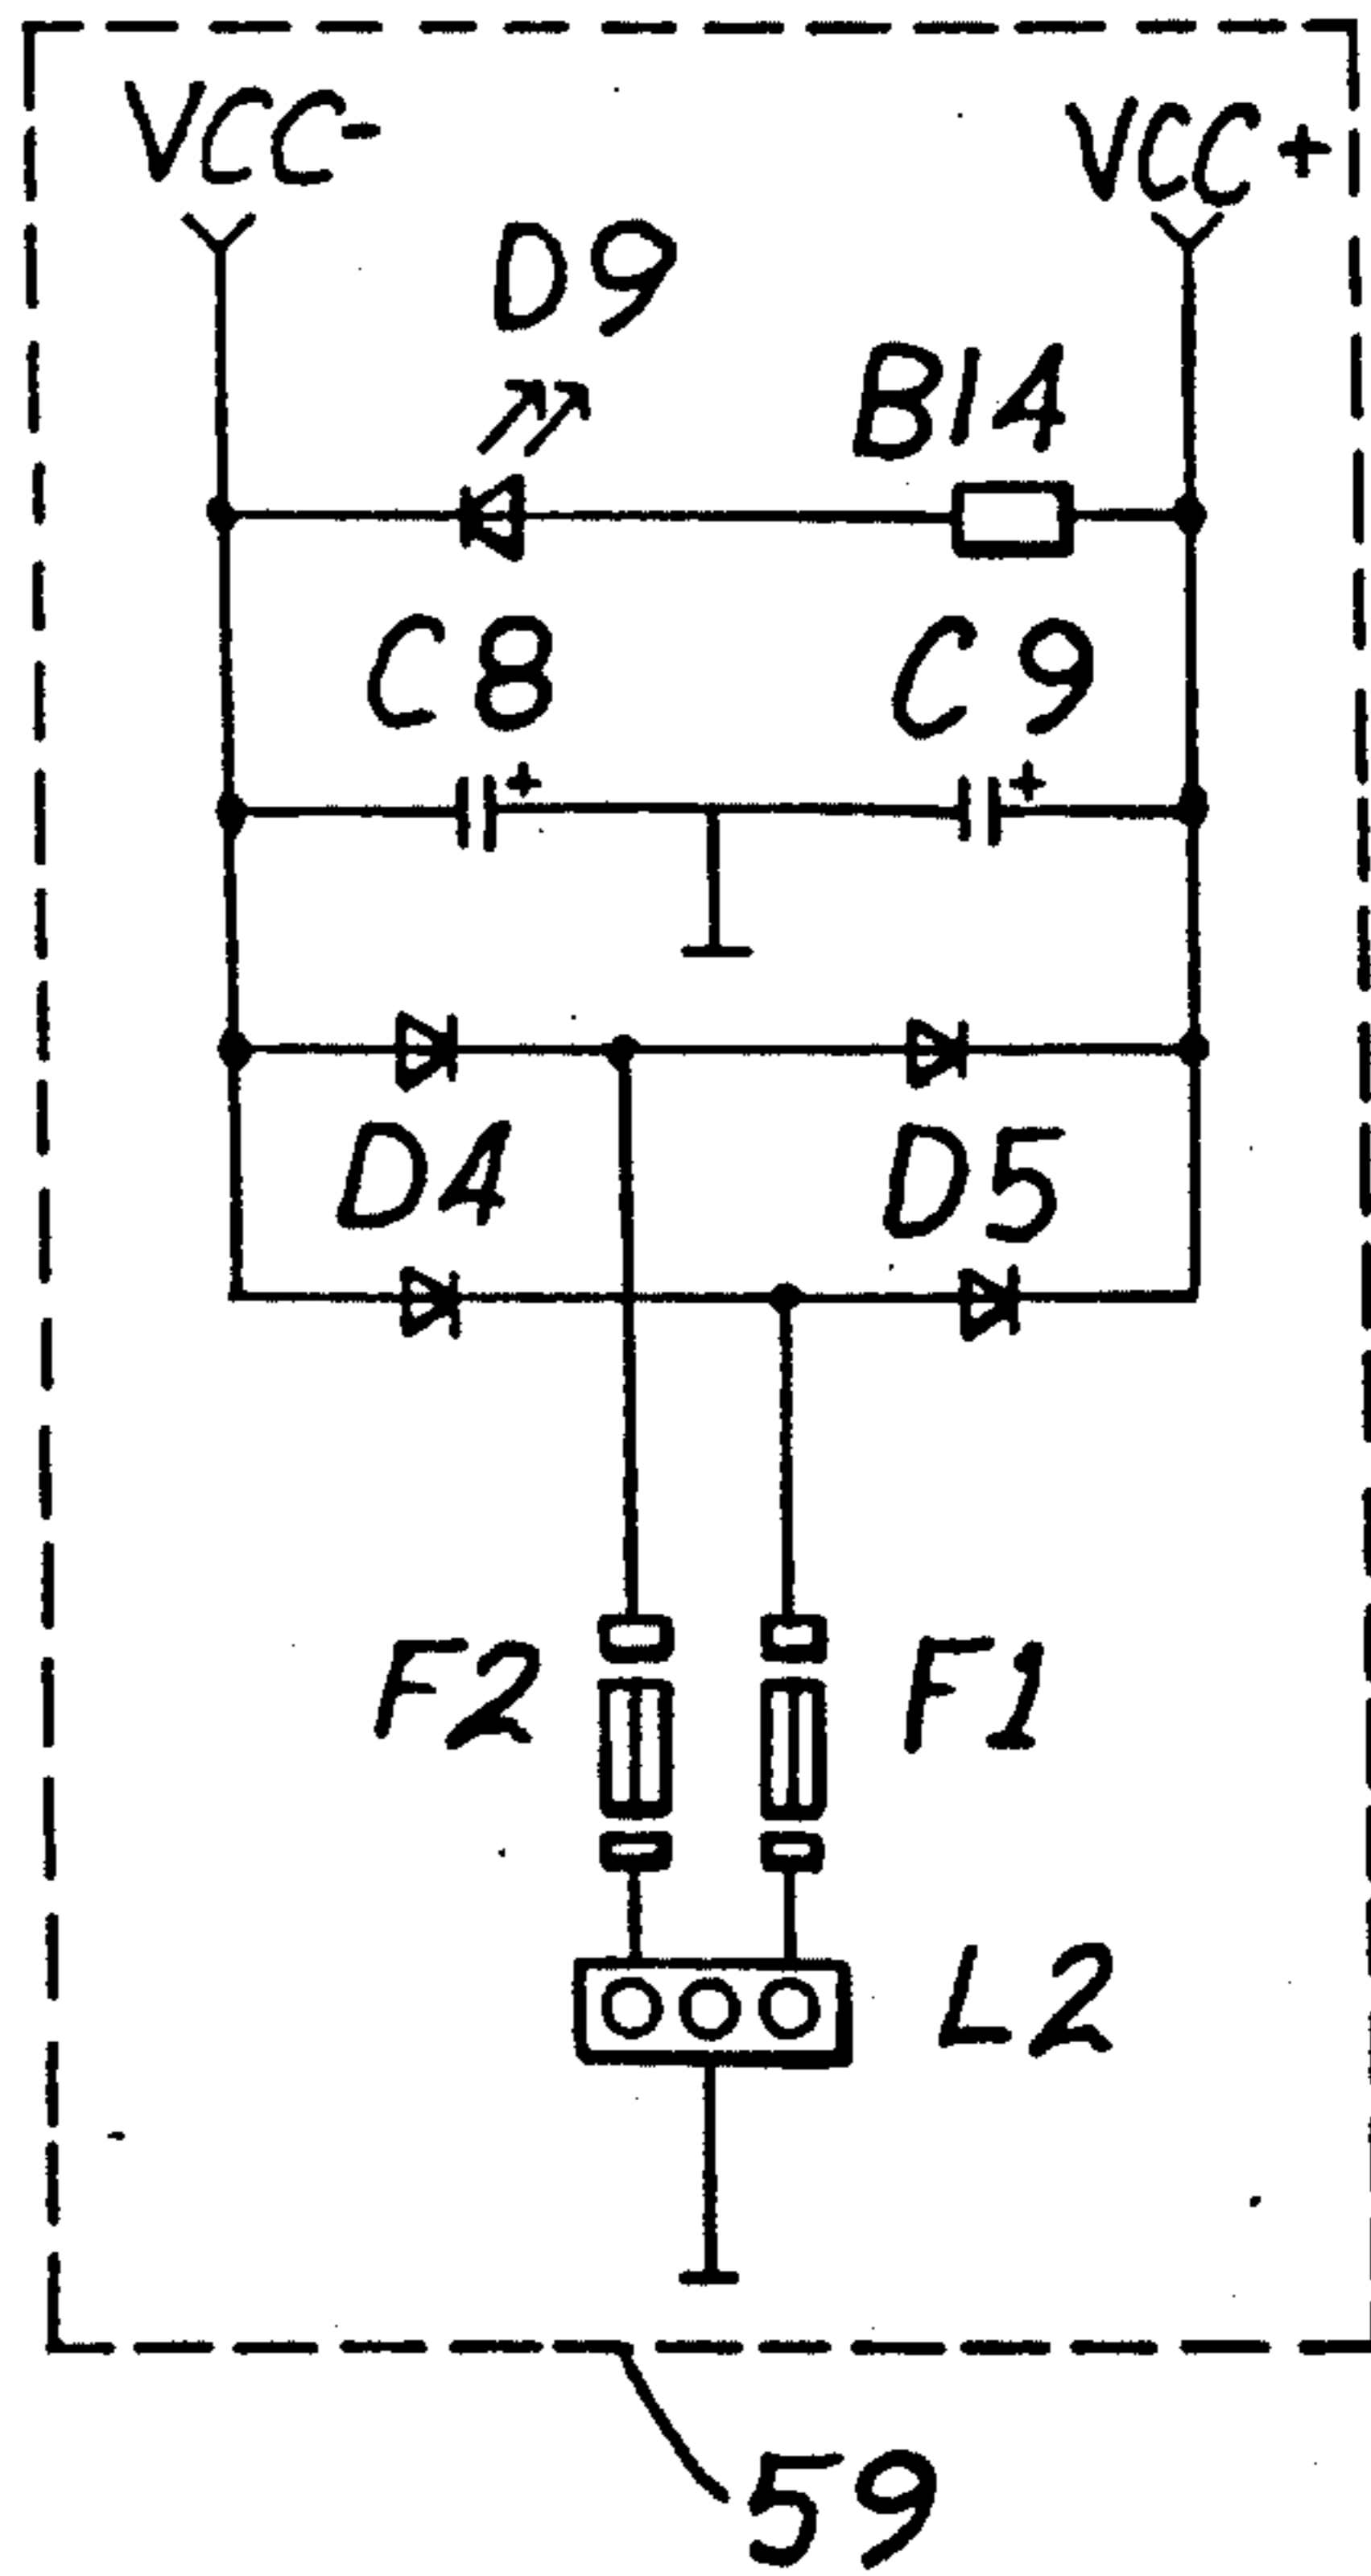 VCC- VCC+
D9
B14
C8 C9
+ +
D4 D5
F2 F1
L2
59